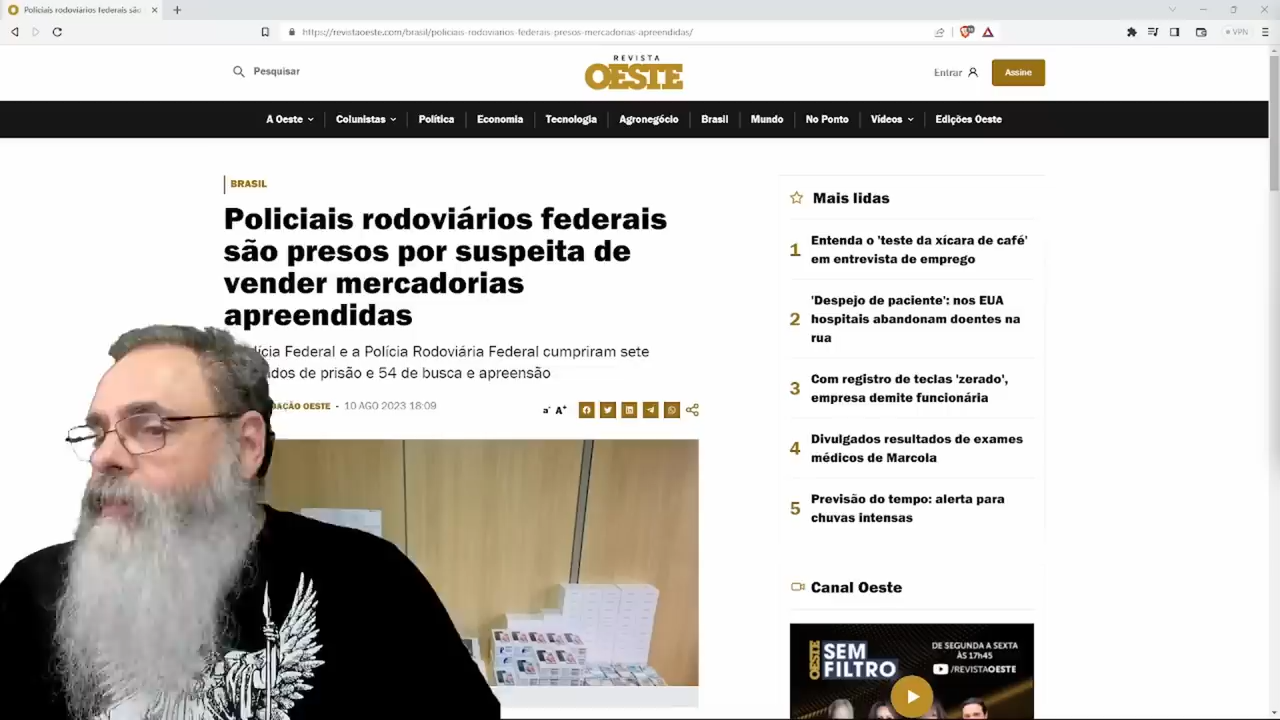 Policiais rodoviários federais são
https://revistaoeste.com/brasil/policiais-rodoviarios-federais-presos-mercadorias-apreendidas/
VPN
Pesquisar
REVISTA
OESTE
Entrar
Assine
A Oeste
Colunistas
Política
Economia
Tecnologia
Agronegócio
Brasil
Mundo
No Ponto
Vídeos
Edições Oeste
BRASIL
Policiais rodoviários federais
são presos por suspeita de
vender mercadorias
apreendidas
Federal e a Polícia Rodoviária Federal cumpriram sete
de prisão e 54 de busca e apreensão
OESTE - 10 AGO 2023 18:09
a- A+
Mais lidas
1
Entenda o 'teste da xícara de café'
em entrevista de emprego
2
'Despejo de paciente': nos EUA
hospitais abandonam doentes na
rua
3
Com registro de teclas 'zerado',
empresa demite funcionária
4
Divulgados resultados de exames
médicos de Marcola
5
Previsão do tempo: alerta para
chuvas intensas
Canal Oeste
OESTE
SEM
FILTRO
DE SEGUNDA A SEXTA
ÀS 17h45
/REVISTAOESTE